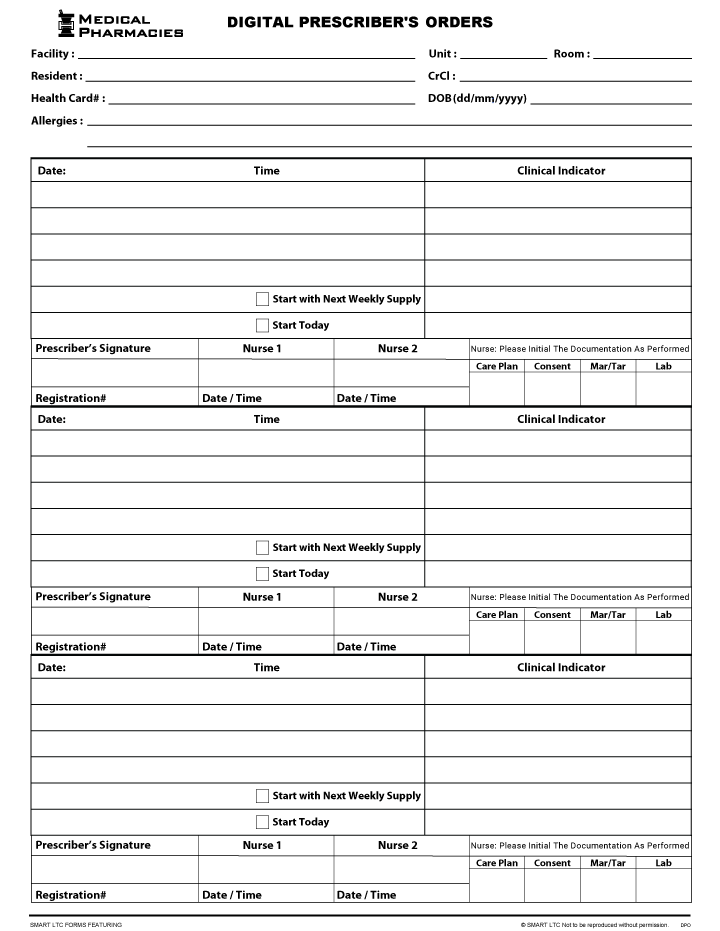 MEDICAL
PHARMACIES
DIGITAL PRESCRIBER'S ORDERS
Facility : Unit : Room :
Resident : CrCl :
Health Card# : DOB (dd/mm/yyyy)
Allergies :
Date: Time Clinical Indicator
Start with Next Weekly Supply
Start Today
Prescriber's Signature Nurse 1 Nurse 2 Nurse: Please Initial The Documentation As Performed
Care Plan Consent Mar/Tar Lab
Registration# Date / Time Date / Time
Date: Time Clinical Indicator
Start with Next Weekly Supply
Start Today
Prescriber's Signature Nurse 1 Nurse 2 Nurse: Please Initial The Documentation As Performed
Care Plan Consent Mar/Tar Lab
Registration# Date / Time Date / Time
Date: Time Clinical Indicator
Start with Next Weekly Supply
Start Today
Prescriber's Signature Nurse 1 Nurse 2 Nurse: Please Initial The Documentation As Performed
Care Plan Consent Mar/Tar Lab
Registration# Date / Time Date / Time
SMART LTC FORMS FEATURING © SMART LTC Not to be reproduced without permission. DPO